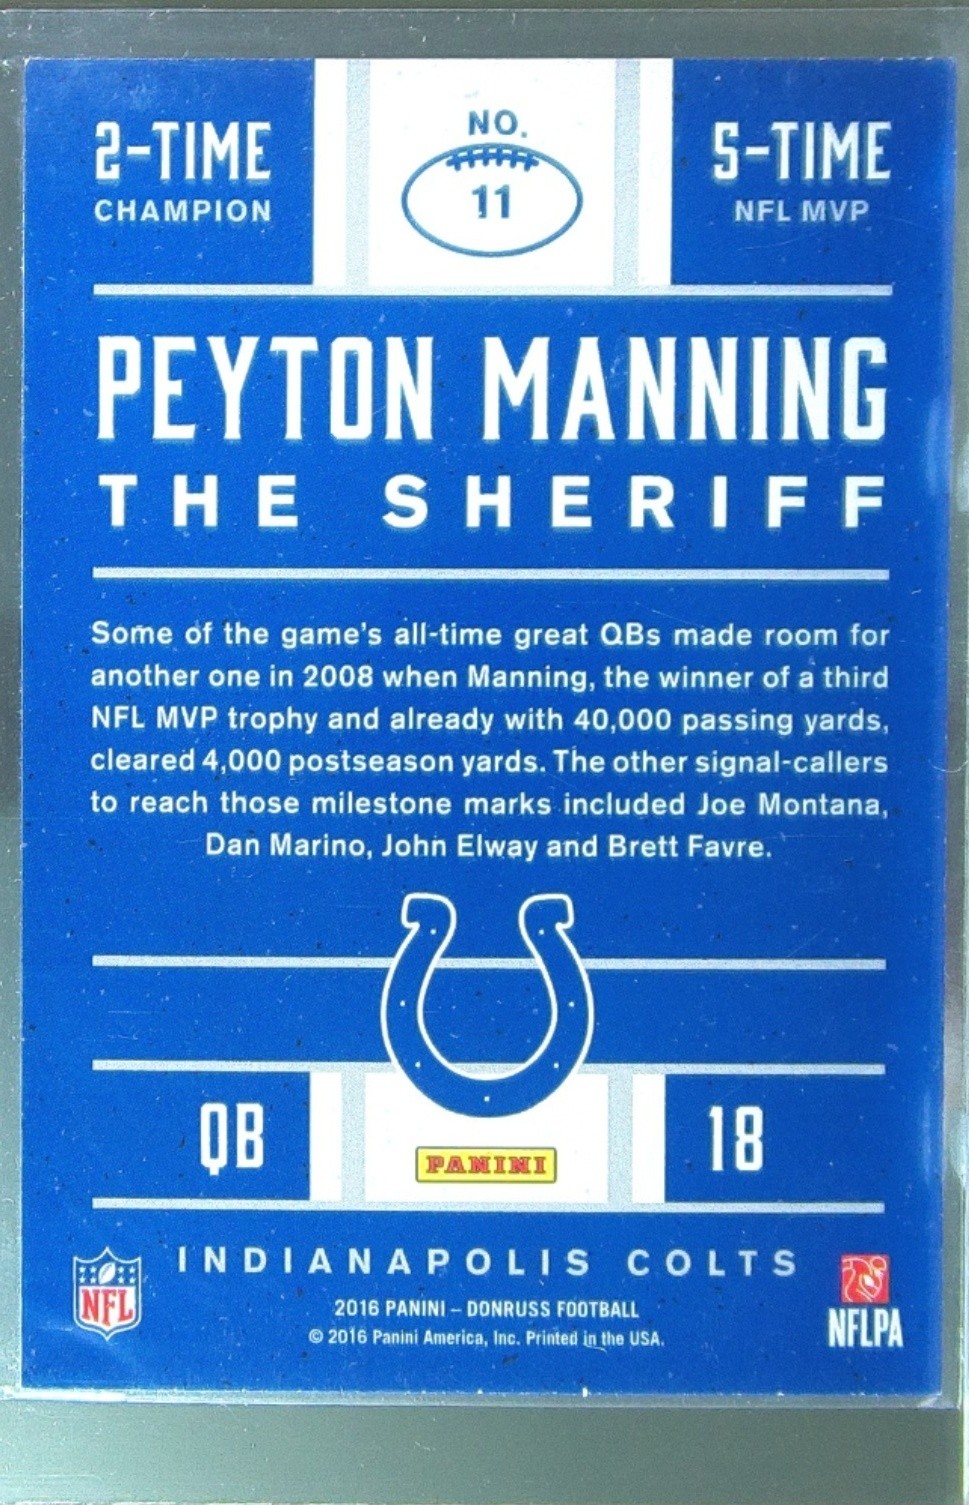 2-TIME
CHAMPION
NO.
11
5-TIME
NFL MVP
PEYTON MANNING
THE SHERIFF
Some of the game's all-time great QBs made room for
another one in 2008 when Manning, the winner of a third
NFL MVP trophy and already with 40,000 passing yards,
cleared 4,000 postseason yards. The other signal-callers
to reach those milestone marks included Joe Montana,
Dan Marino, John Elway and Brett Favre.
QB
PANINI
18
INDIANAPOLIS COLTS
NFL
2016 PANINI – DONRUSS FOOTBALL
© 2016 Panini America, Inc. Printed in the USA.
NFLPA